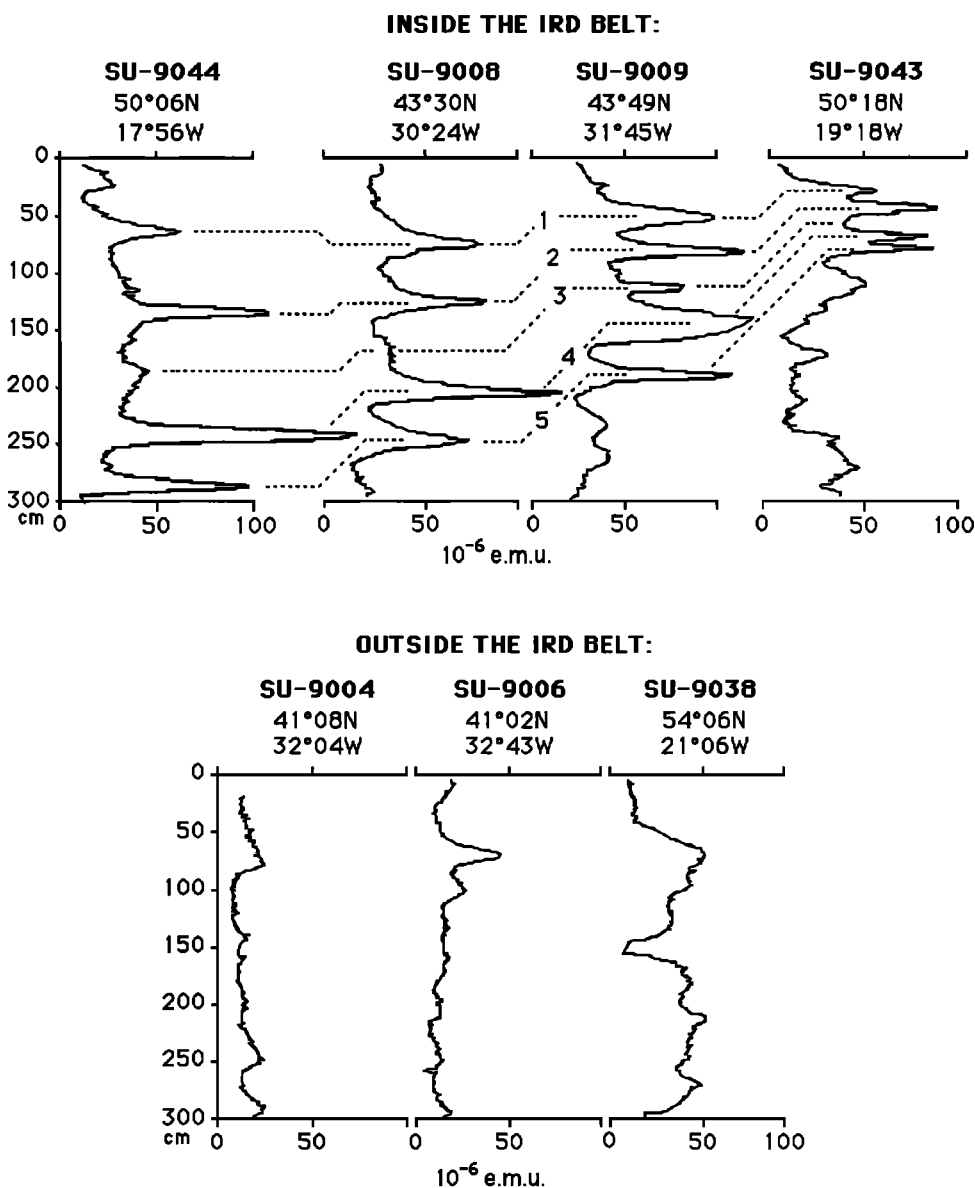 INSIDE THE IRD BELT:
SU-9044 SU-9008 SU-9009 SU-9043
50°06N 43°30N 43°49N 50°18N
17°56W 30°24W 31°45W 19°18W
0
50
100
150
200
250
300
cm
1
2
3
4
5
0 50 100 0 50 0 50 0 50 100
10⁻⁶ e.m.u.
OUTSIDE THE IRD BELT:
SU-9004 SU-9006 SU-9038
41°08N 41°02N 54°06N
32°04W 32°43W 21°06W
0
50
100
150
200
250
300
cm
0 50 0 50 0 50 100
10⁻⁶ e.m.u.